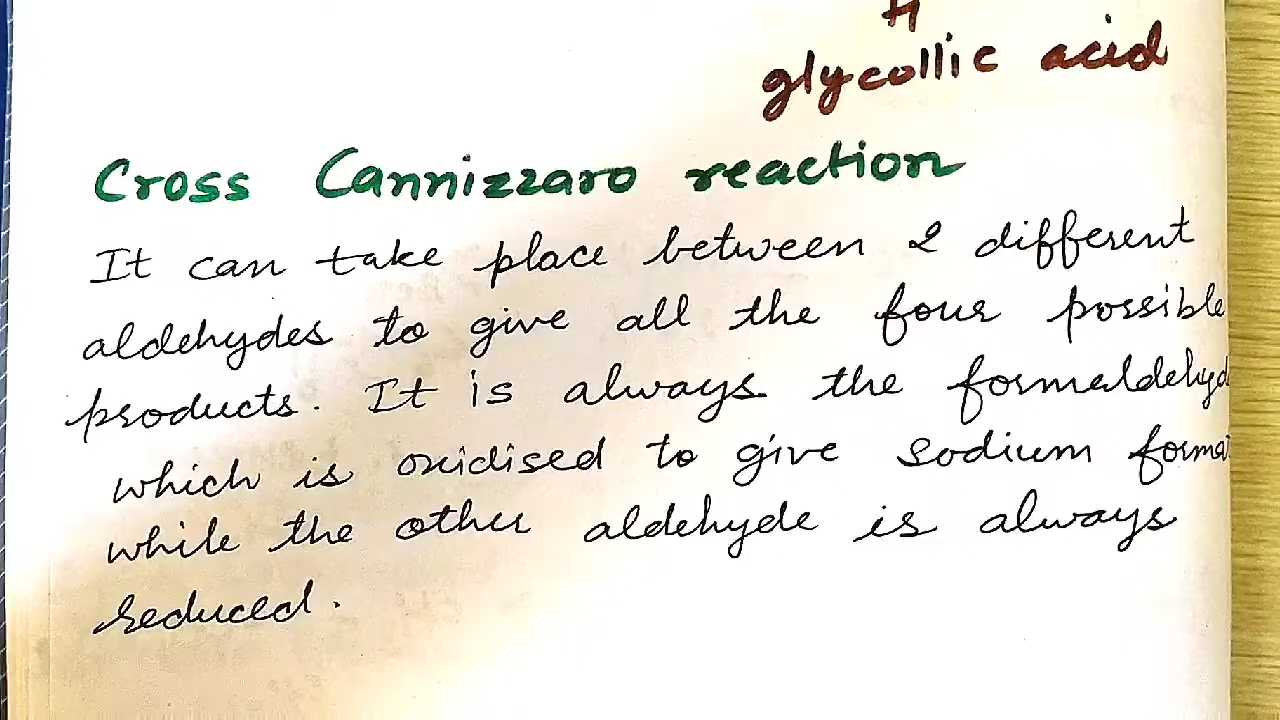 H
glycollic acid
Cross Cannizzaro reaction
It can take place between 2 different
aldehydes to give all the four possible
products. It is always the formaldehyd
which is oxidised to give sodium forma
while the other aldehyde is always
reduced.